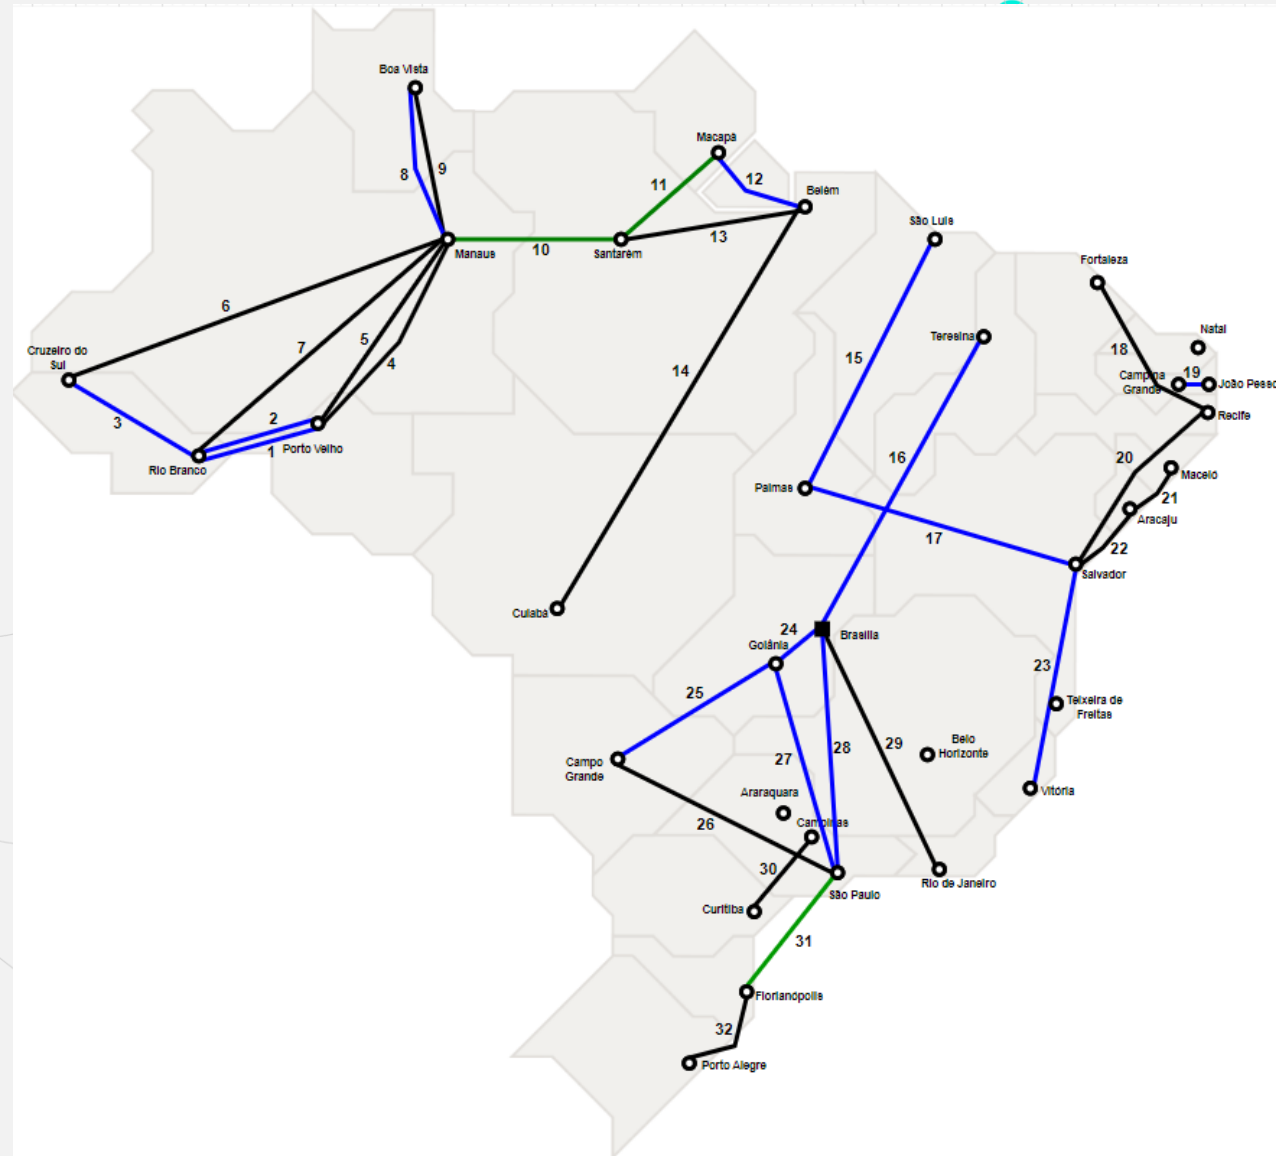 Boa Vista
Macapá
9
8
11
12
Belém
São Luis
13
10
Manaus
Santarém
Fortaleza
6
Natal
Teresina
7
5
18
Cruzeiro do
Sul
15
4
14
19
Campina
Grande
João Pesso
Recife
2
3
1
Porto Velho
Rio Branco
16
20
Maceió
Palmas
21
Aracaju
17
22
Salvador
Cuiabá
24
Brasília
Goiânia
23
25
Teixeira de
Freitas
29
28
Belo
Horizonte
27
Campo
Grande
Araraquara
Vitória
26
Campinas
30
Rio de Janeiro
São Paulo
Curitiba
31
Florianópolis
32
Porto Alegre